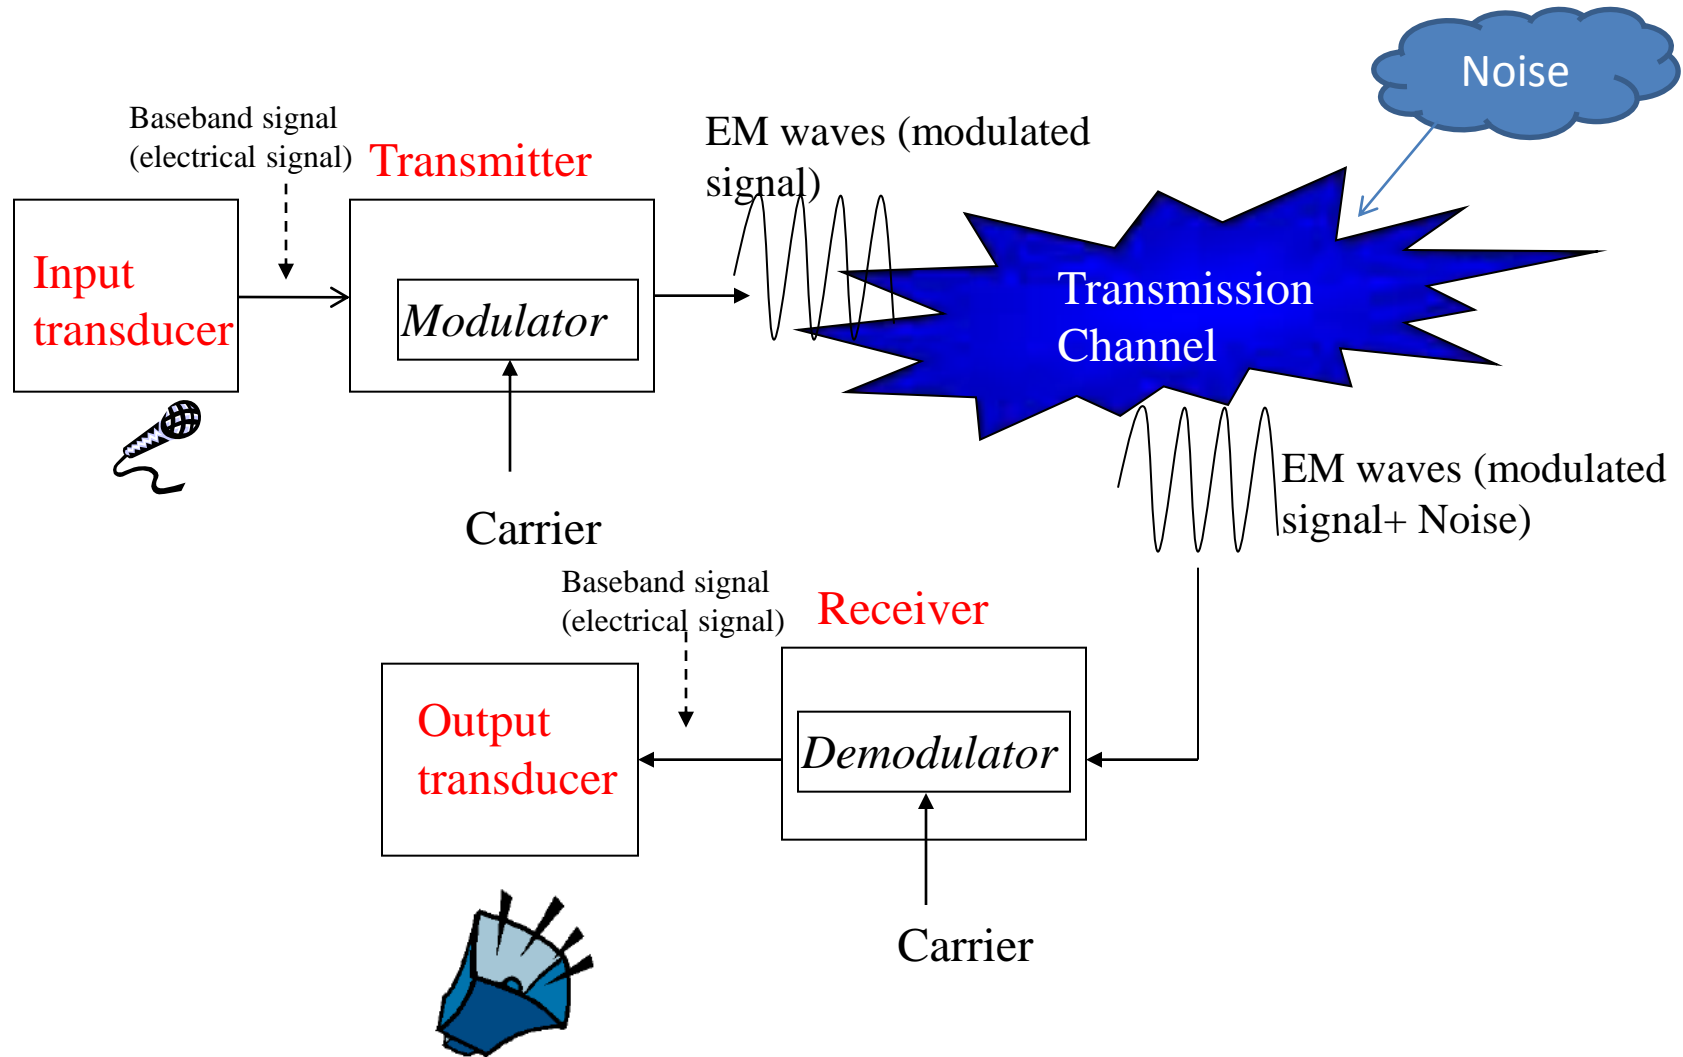 Noise
Baseband signal
(electrical signal)
Transmitter
EM waves (modulated
signal)
Input
transducer
Modulator
Transmission
Channel
Carrier
EM waves (modulated
signal+ Noise)
Baseband signal
(electrical signal)
Receiver
Output
transducer
Demodulator
Carrier